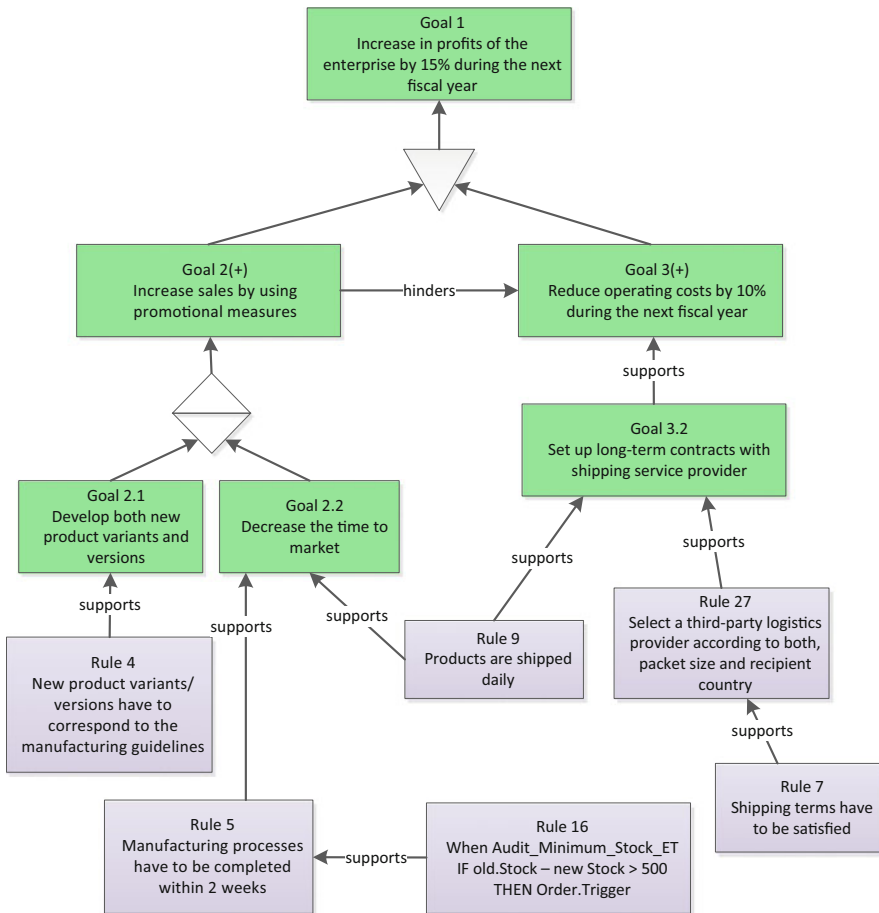 Goal 1
Increase in profits of the
enterprise by 15% during the next
fiscal year
Goal 2(+)
Increase sales by using
promotional measures
hinders
Goal 3(+)
Reduce operating costs by 10%
during the next fiscal year
supports
Goal 3.2
Set up long-term contracts with
shipping service provider
Goal 2.1
Develop both new
product variants and
versions
Goal 2.2
Decrease the time to
market
supports
supports
supports
supports
supports
Rule 4
New product variants/
versions have to
correspond to the
manufacturing guidelines
Rule 9
Products are shipped
daily
Rule 27
Select a third-party logistics
provider according to both,
packet size and recipient
country
supports
Rule 7
Shipping terms have
to be satisfied
Rule 5
Manufacturing processes
have to be completed
within 2 weeks
supports
Rule 16
When Audit_Minimum_Stock_ET
IF old.Stock – new Stock > 500
THEN Order.Trigger